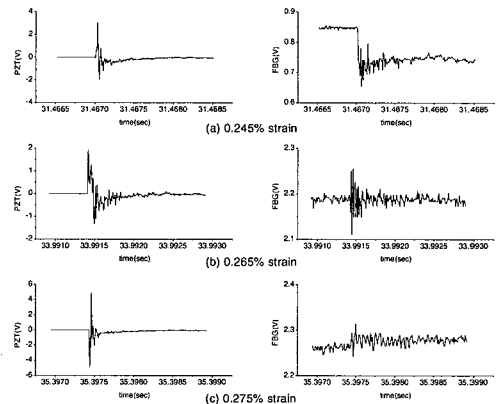 4
2
0
-2
-4
PZT(V)
31.4665 31.4670 31.4675 31.4680 31.4685
time(sec)
0.9
0.8
0.7
0.6
FBG(V)
31.4665 31.4670 31.4675 31.4680 31.4685
time(sec)
(a) 0.245% strain
2
1
0
-1
-2
PZT(V)
33.9910 33.9915 33.9920 33.9925 33.9930
time(sec)
2.3
2.2
2.1
FBG(V)
33.9910 33.9915 33.9920 33.9925 33.9930
time(sec)
(b) 0.265% strain
6
4
2
0
-2
-4
-6
PZT(V)
35.3970 35.3975 35.3980 35.3985 35.3990
time(sec)
2.4
2.3
2.2
FBG(V)
35.3970 35.3975 35.3980 35.3985 35.3990
time(sec)
(c) 0.275% strain